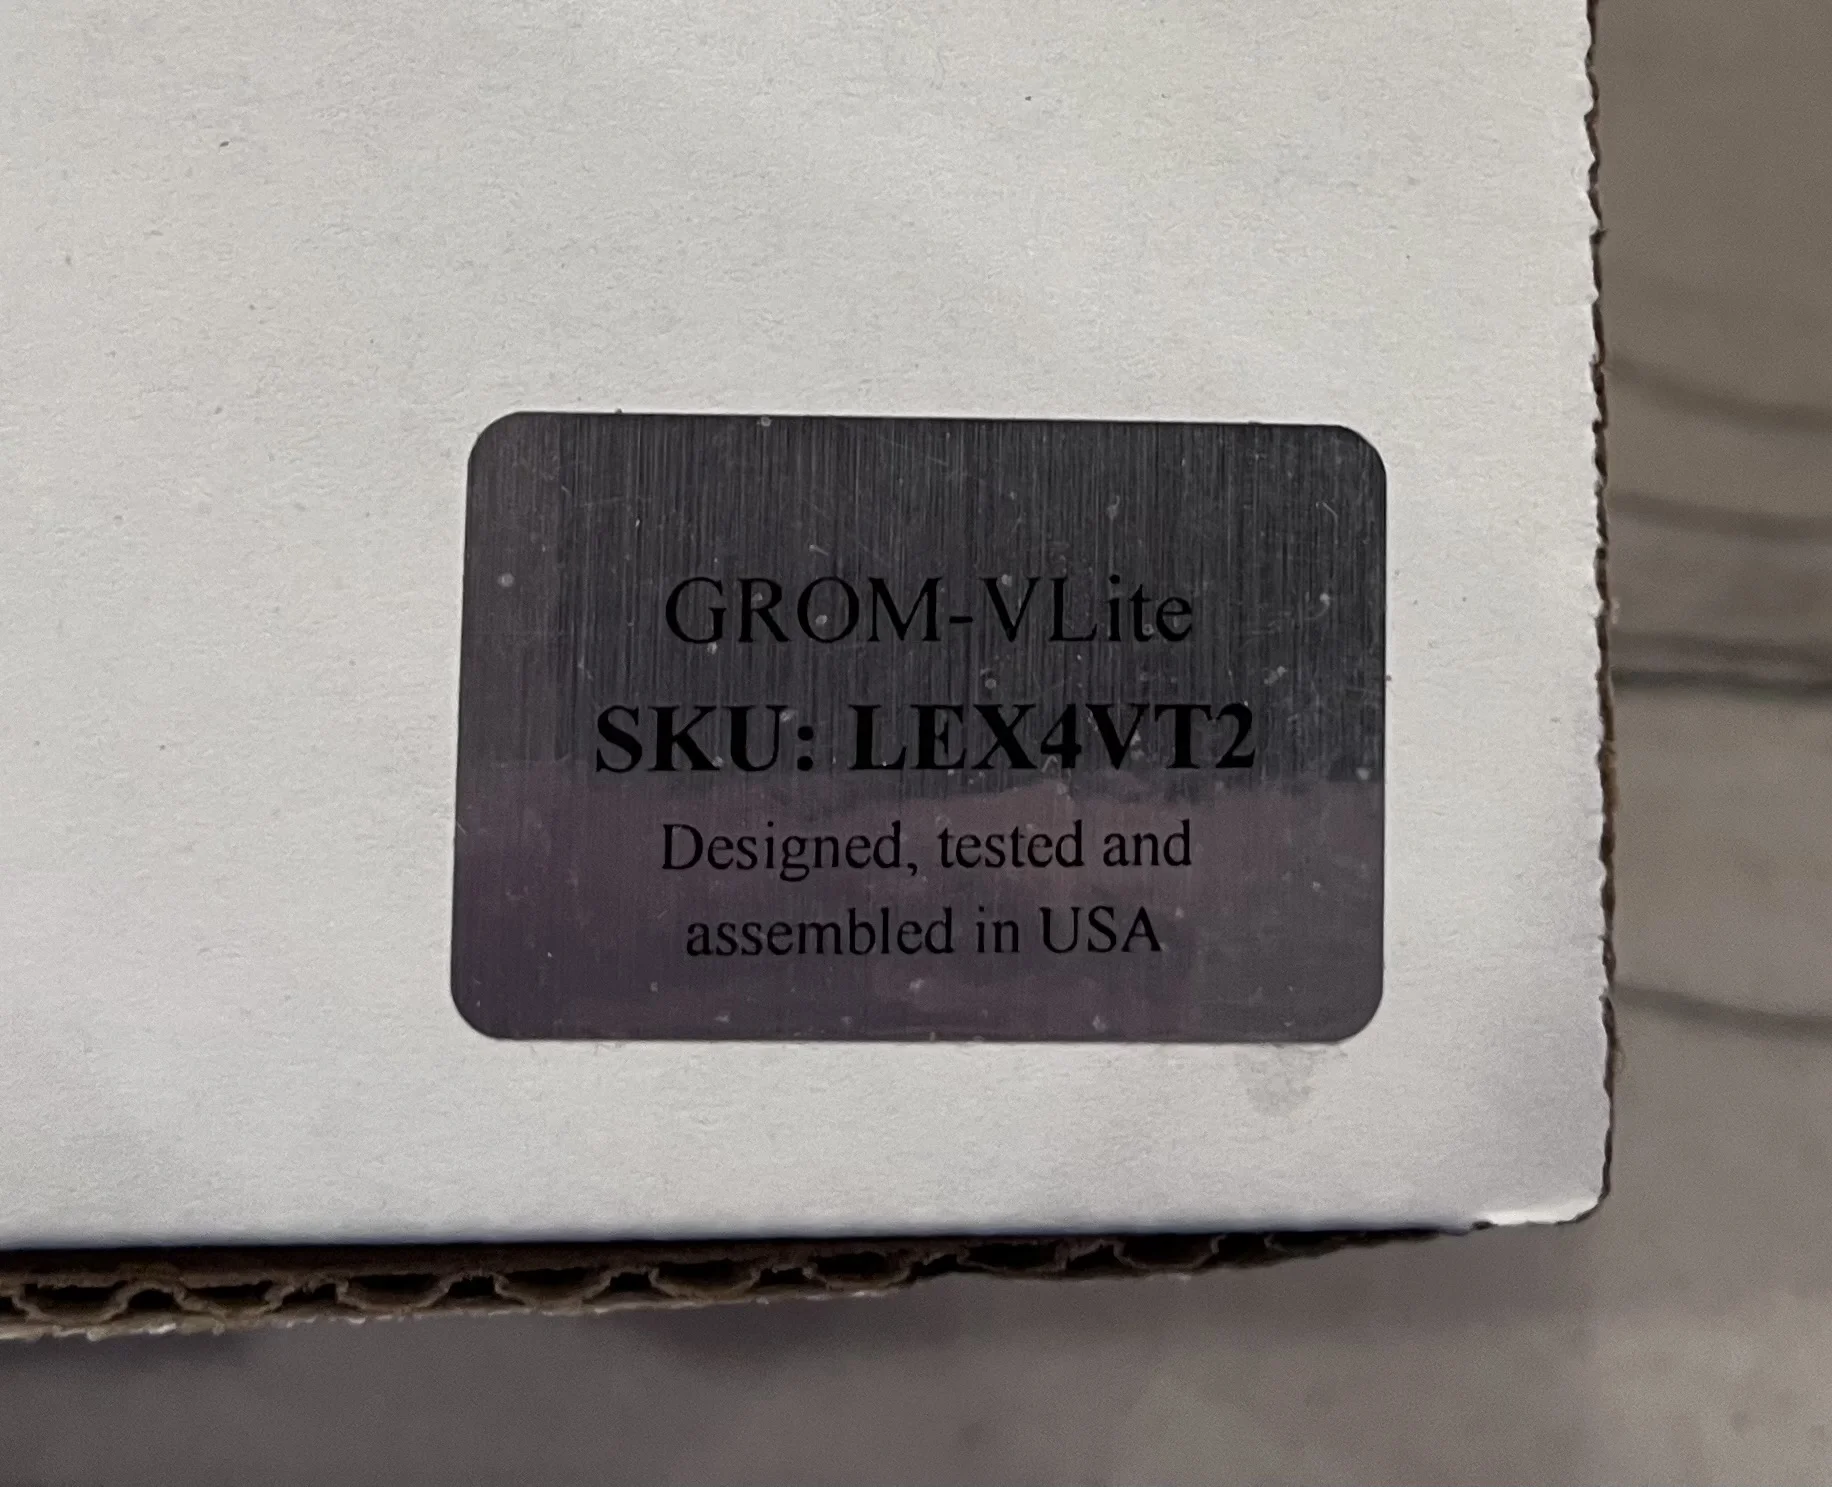 GROM-VLite
SKU: LEX4VT2
Designed, tested and
assembled in USA